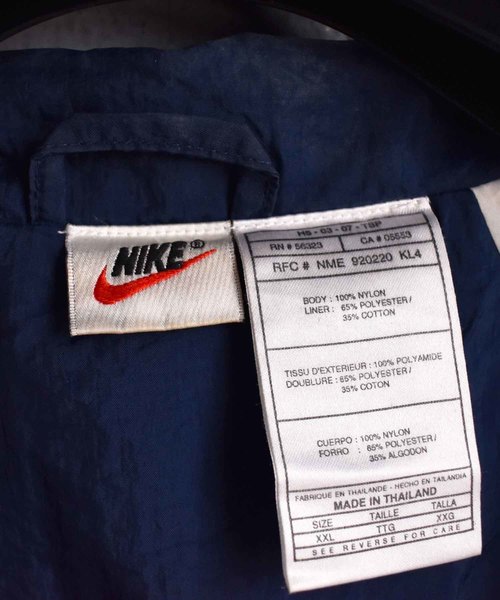 NIKE®
HS - 03 - 07 - TBP
RN # 56323 CA # 05553
RFC # NME 920220 KL4
BODY : 100% NYLON
LINER : 65% POLYESTER /
35% COTTON
TISSU D'EXTERIEUR : 100% POLYAMIDE
DOUBLURE : 65% POLYESTER /
35% COTON
CUERPO : 100% NYLON
FORRO : 65% POLYESTER /
35% ALGODON
FABRIQUE EN THAILANDE - HECHO EN TAILANDIA
MADE IN THAILAND
SIZE TAILLE TALLA
XXL TTG XXG
SEE REVERSE FOR CARE